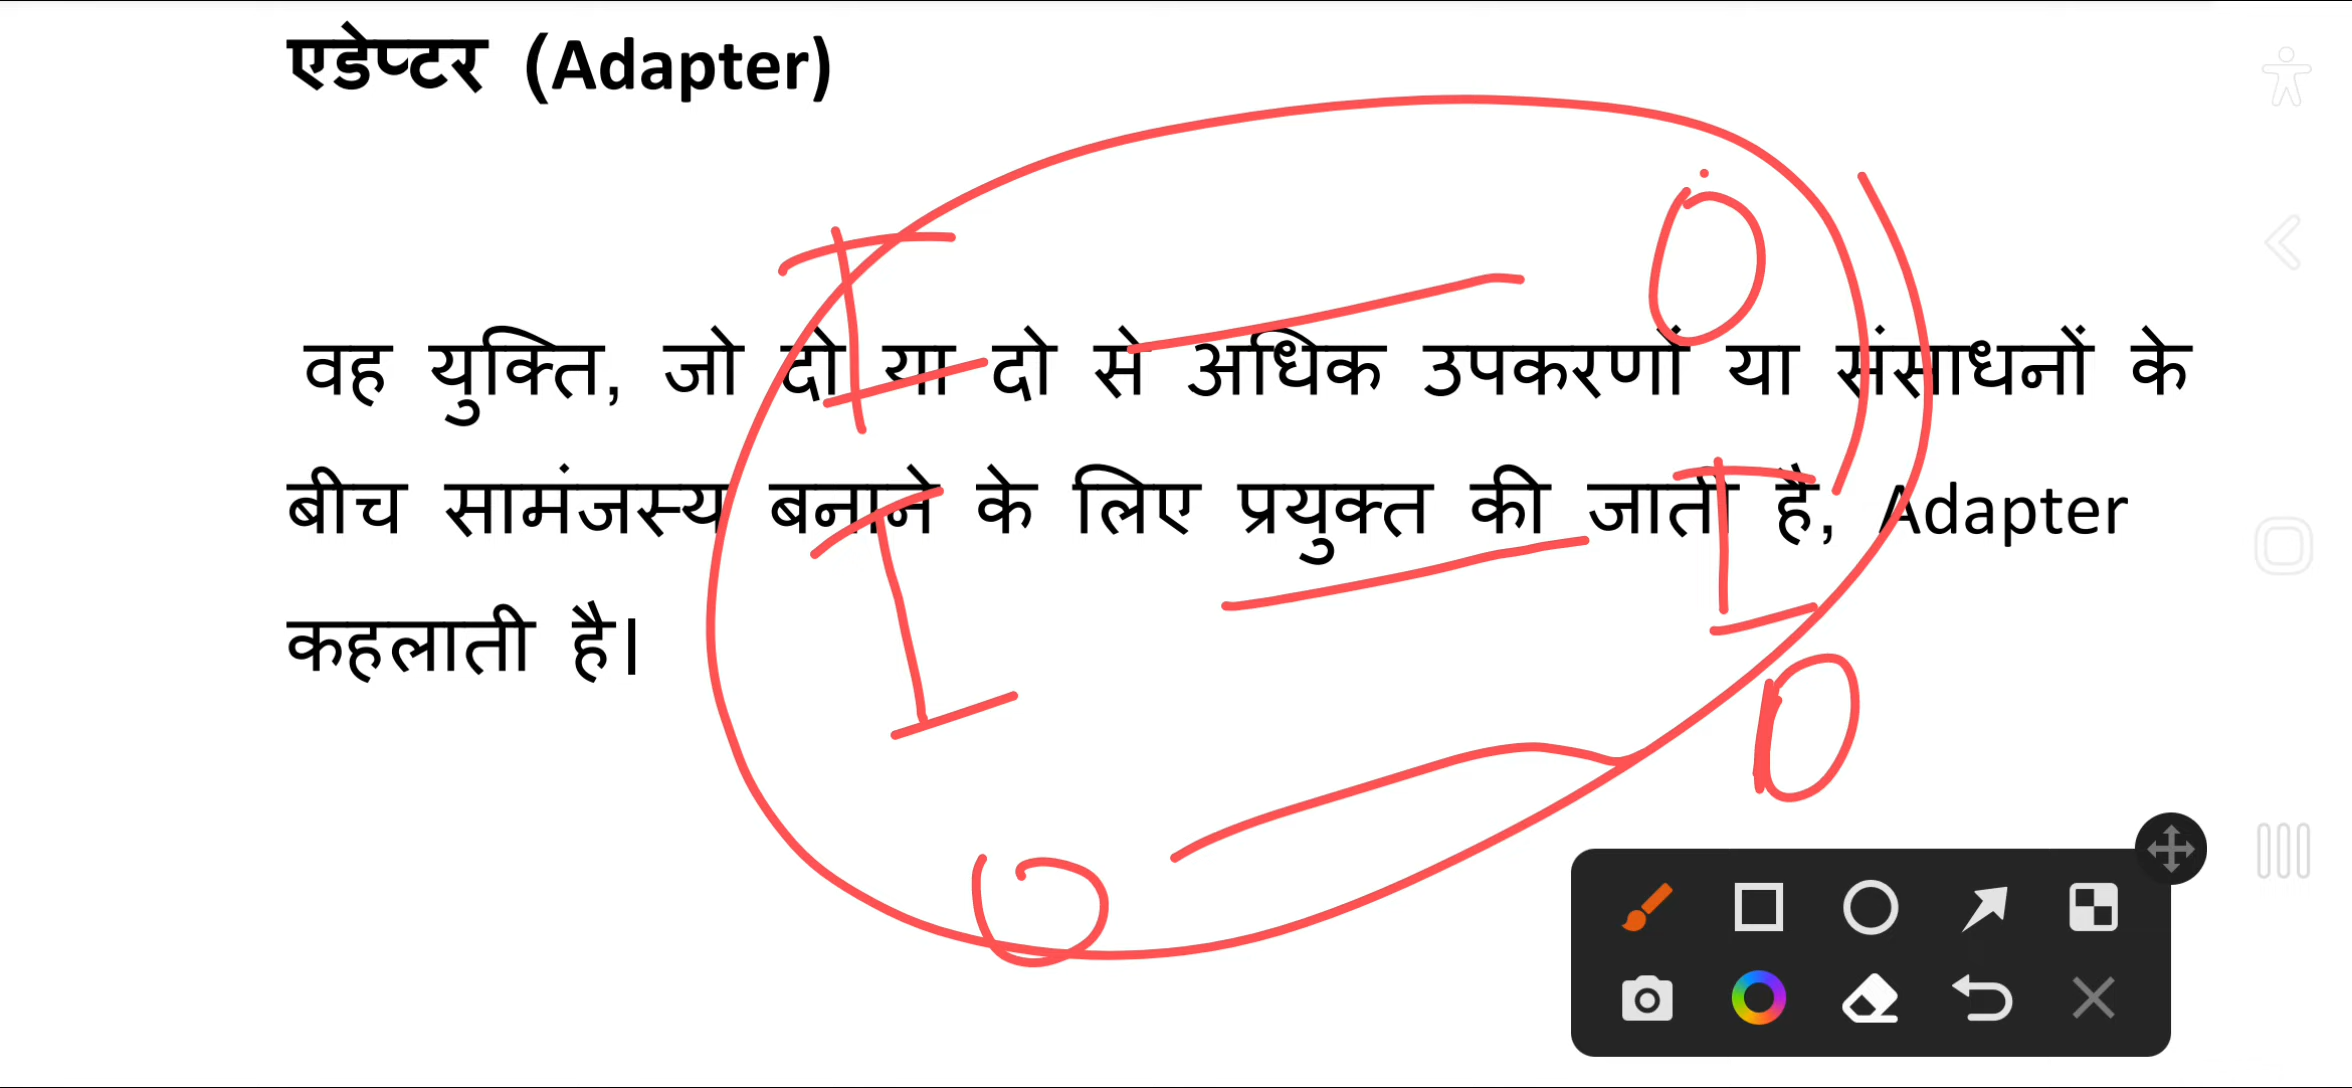 एडेप्टर (Adapter)
वह युक्ति, जो दो या दो से अधिक उपकरणों या संसाधनों के
बीच सामंजस्य बनाने के लिए प्रयुक्त की जाती है, Adapter
कहलाती है।
I O
I I
O O